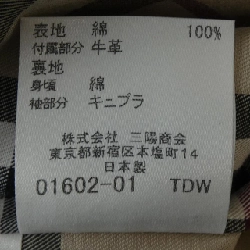 表地 綿 100%
付属部分 牛革
裏地
身頃 綿
袖部分 キュプラ
株式会社 三陽商会
東京都新宿区本塩町14
日本製
01602-01 TDW